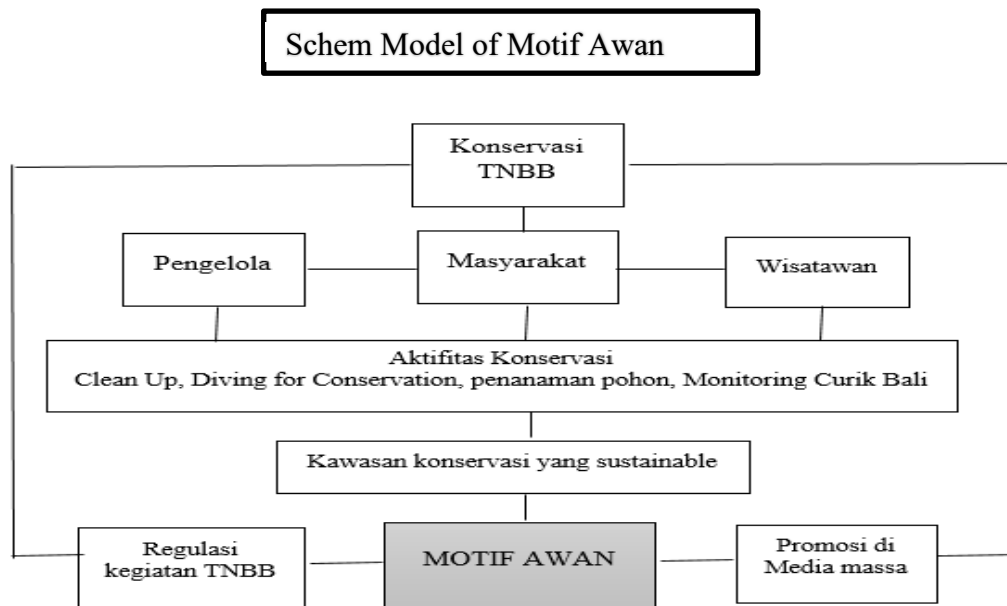 Schem Model of Motif Awan
Konservasi
TNBB
Pengelola
Masyarakat
Wisatawan
Aktifitas Konservasi
Clean Up, Diving for Conservation, penanaman pohon, Monitoring Curik Bali
Kawasan konservasi yang sustainable
Regulasi
kegiatan TNBB
MOTIF AWAN
Promosi di
Media massa